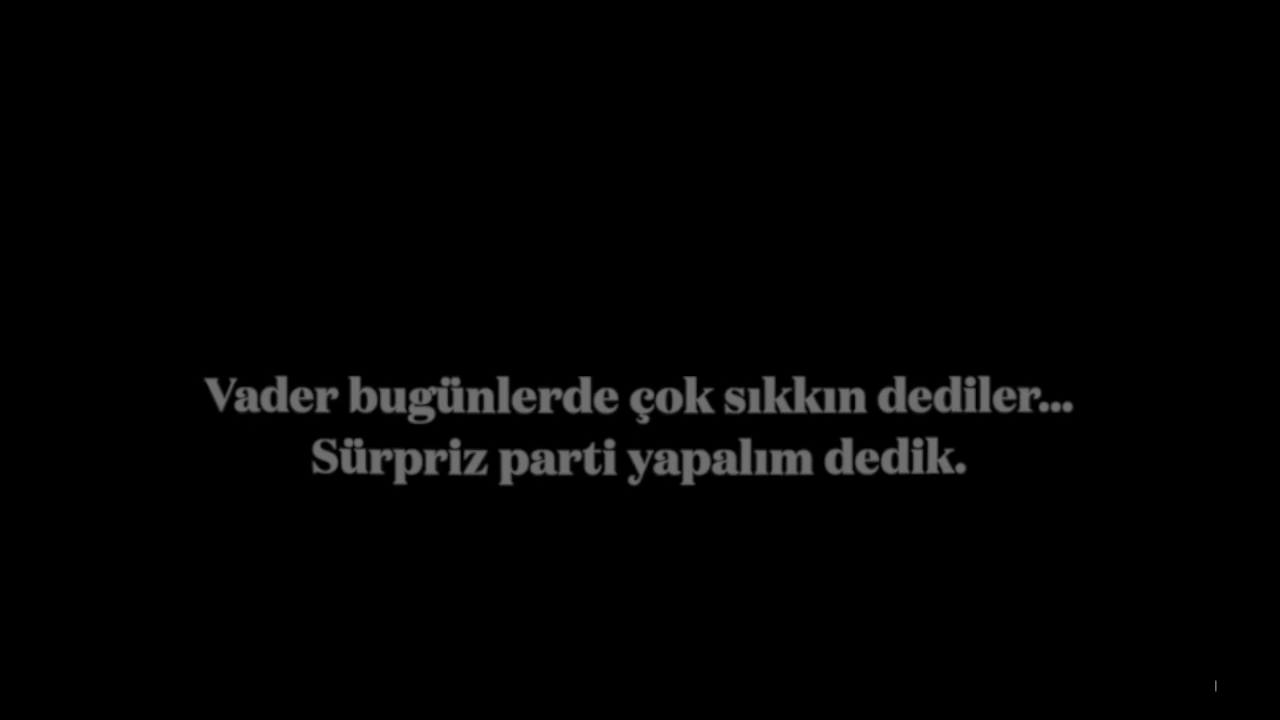 Vader bugünlerde çok sıkkın dediler...
Sürpriz parti yapalım dedik.